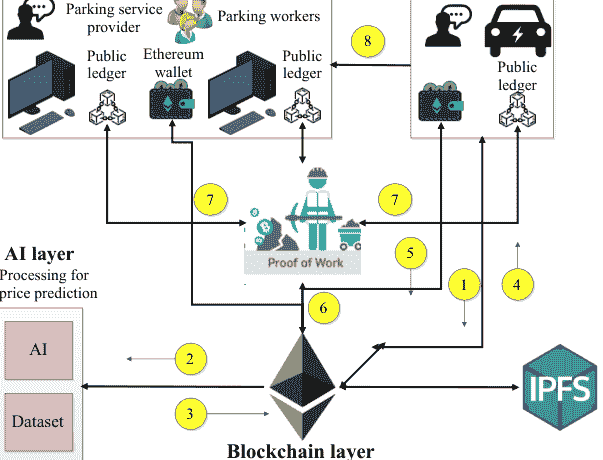 Parking service
provider
Parking workers
8
Public
ledger
Ethereum
wallet
Public
ledger
Public
ledger
7
7
Proof of Work
AI layer
Processing for
price prediction
5
1
4
6
AI
2
IPFS
Dataset
3
Blockchain layer